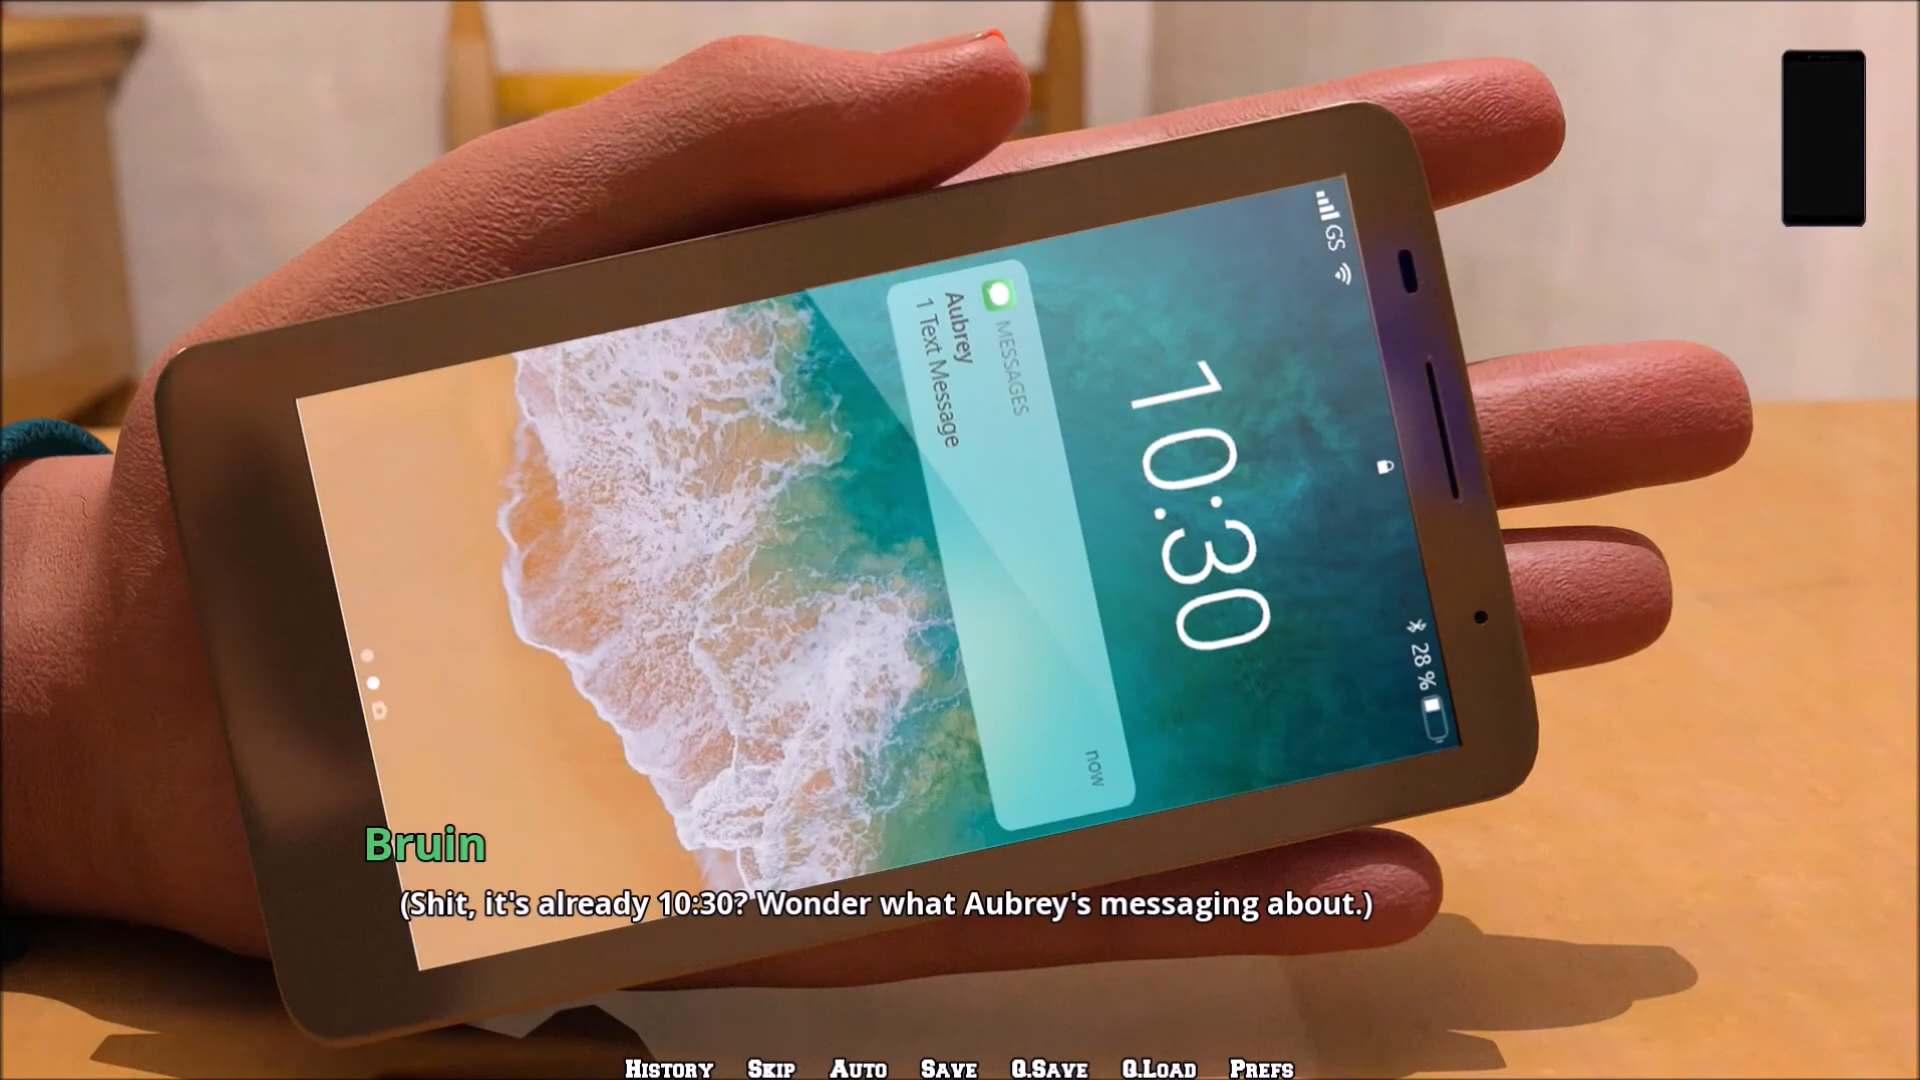 GS
28 %
10:30
MESSAGES
now
Aubrey
1 Text Message
Bruin
(Shit, it's already 10:30? Wonder what Aubrey's messaging about.)
History Skip Auto Save Q.Save Q.Load Prefs